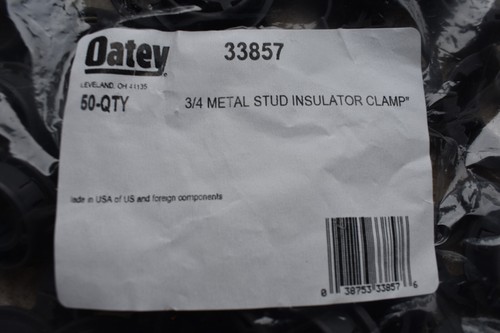 Oatey 33857
LEVELAND, OH 44135
50-QTY 3/4 METAL STUD INSULATOR CLAMP"
lade in USA of US and foreign components
0 38753 33857 6